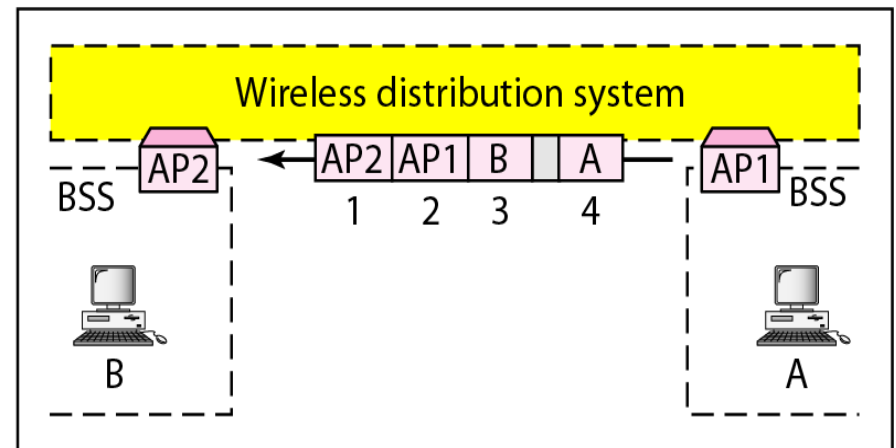 Wireless distribution system
AP2 AP2 AP1 B A AP1
BSS 1 2 3 4 BSS
B A